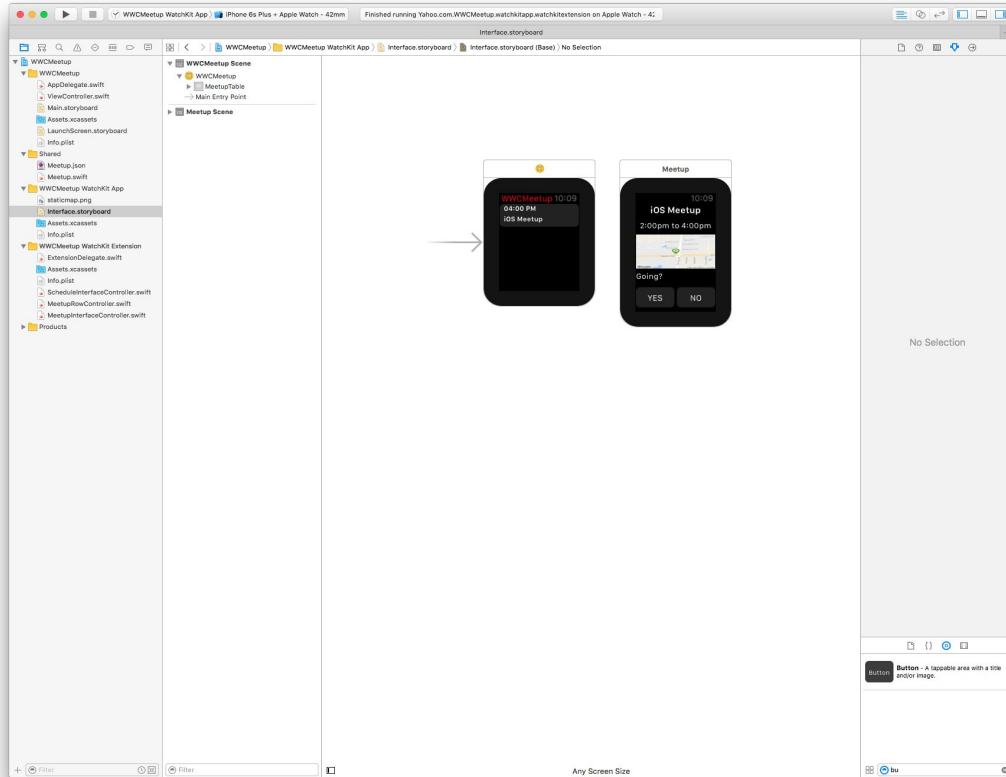 WWCMeetup WatchKit App 〉 iPhone 6s Plus + Apple Watch - 42mm
Finished running Yahoo.com.WWCMeetup.watchkitapp.watchkitextension on Apple Watch - 42
Interface.storyboard
WWCMeetup 〉 WWCMeetup WatchKit App 〉 Interface.storyboard 〉 Interface.storyboard (Base) 〉 No Selection
WWCMeetup
WWCMeetup
AppDelegate.swift
ViewController.swift
Main.storyboard
Assets.xcassets
LaunchScreen.storyboard
Info.plist
Shared
Meetup.json
Meetup.swift
WWCMeetup WatchKit App
staticmap.png
Interface.storyboard
Assets.xcassets
Info.plist
WWCMeetup WatchKit Extension
ExtensionDelegate.swift
Assets.xcassets
Info.plist
ScheduleInterfaceController.swift
MeetupRowController.swift
MeetupInterfaceController.swift
Products
Filter
WWCMeetup Scene
WWCMeetup
MeetupTable
Main Entry Point
Meetup Scene
Filter
WWCMeetup 10:09
04:00 PM
iOS Meetup
Meetup
10:09
iOS Meetup
2:00pm to 4:00pm
Going?
YES NO
Any Screen Size
No Selection
Button
Button - A tappable area with a title
and/or image.
bu